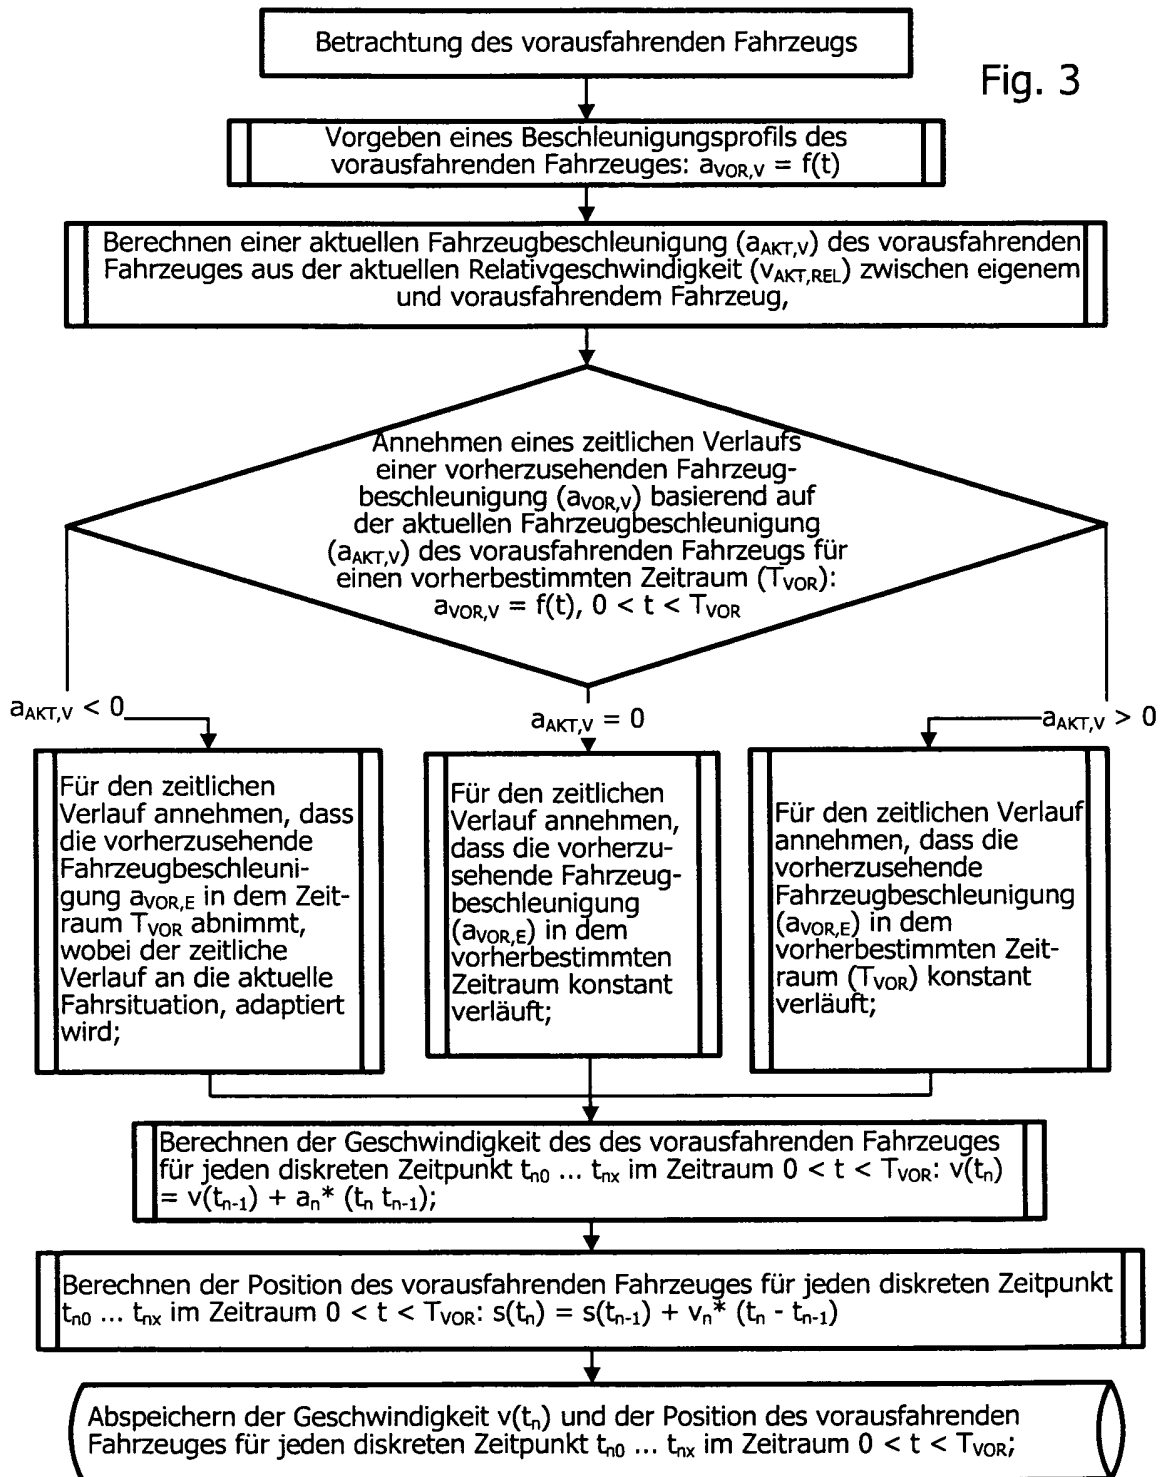 Betrachtung des vorausfahrenden Fahrzeugs
Fig. 3
Vorgeben eines Beschleunigungsprofils des
vorausfahrenden Fahrzeuges: aVOR,V = f(t)
Berechnen einer aktuellen Fahrzeugbeschleunigung (aAKT,V) des vorausfahrenden
Fahrzeuges aus der aktuellen Relativgeschwindigkeit (vAKT,REL) zwischen eigenem
und vorausfahrendem Fahrzeug,
Annehmen eines zeitlichen Verlaufs
einer vorherzusehenden Fahrzeug-
beschleunigung (aVOR,V) basierend auf
der aktuellen Fahrzeugbeschleunigung
(aAKT,V) des vorausfahrenden Fahrzeugs für
einen vorherbestimmten Zeitraum (TVOR):
aVOR,V = f(t), 0 < t < TVOR
aAKT,V < 0
aAKT,V = 0
aAKT,V > 0
Für den zeitlichen
Verlauf annehmen, dass
die vorherzusehende
Fahrzeugbeschleuni-
gung aVOR,E in dem Zeit-
raum TVOR abnimmt,
wobei der zeitliche
Verlauf an die aktuelle
Fahrsituation, adaptiert
wird;
Für den zeitlichen
Verlauf annehmen,
dass die vorherzu-
sehende Fahrzeug-
beschleunigung
(aVOR,E) in dem
vorherbestimmten
Zeitraum konstant
verläuft;
Für den zeitlichen Verlauf
annehmen, dass die
vorherzusehende
Fahrzeugbeschleunigung
(aVOR,E) in dem
vorherbestimmten Zeit-
raum (TVOR) konstant
verläuft;
Berechnen der Geschwindigkeit des des vorausfahrenden Fahrzeuges
für jeden diskreten Zeitpunkt tn0 ... tnx im Zeitraum 0 < t < TVOR: v(tn)
= v(tn-1) + an* (tn tn-1);
Berechnen der Position des vorausfahrenden Fahrzeuges für jeden diskreten Zeitpunkt
tn0 ... tnx im Zeitraum 0 < t < TVOR: s(tn) = s(tn-1) + vn* (tn - tn-1)
Abspeichern der Geschwindigkeit v(tn) und der Position des vorausfahrenden
Fahrzeuges für jeden diskreten Zeitpunkt tn0 ... tnx im Zeitraum 0 < t < TVOR;